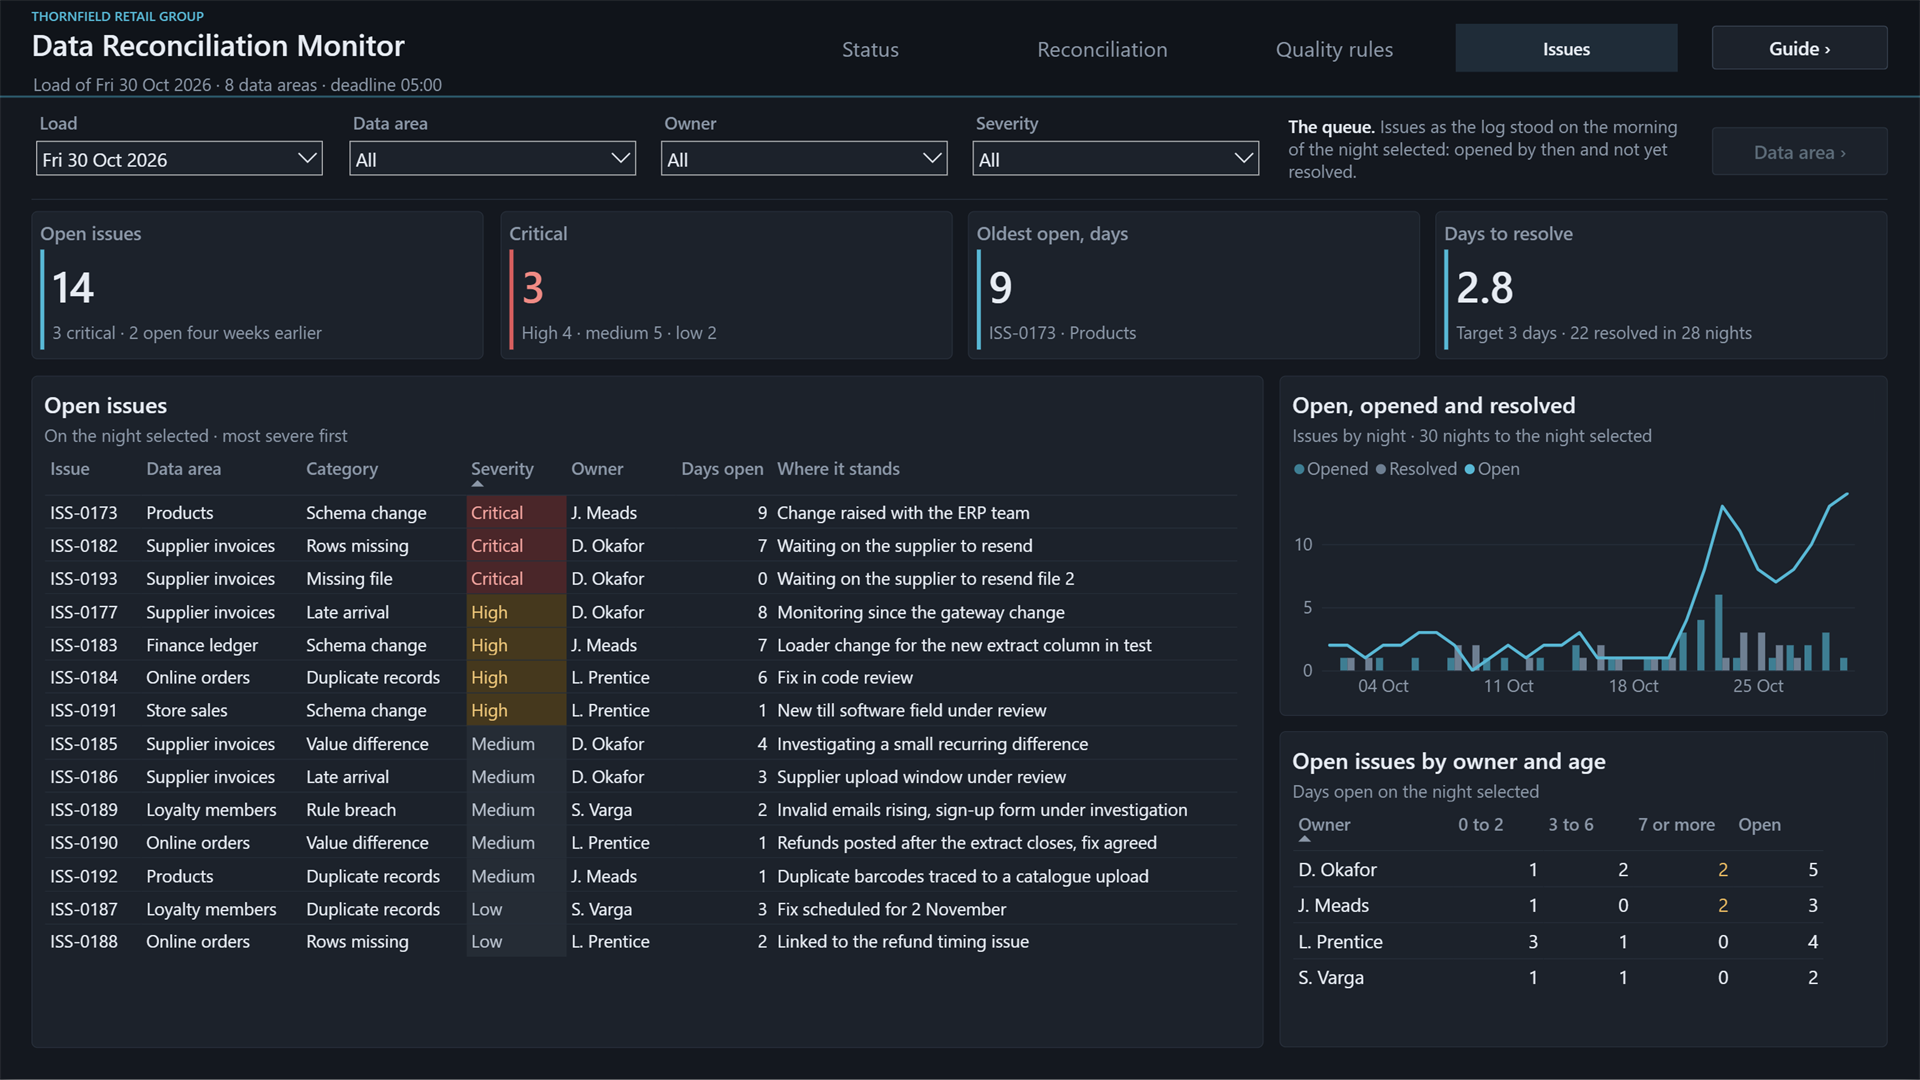 THORNFIELD RETAIL GROUP
Data Reconciliation Monitor
Load of Fri 30 Oct 2026 · 8 data areas · deadline 05:00
Status
Reconciliation
Quality rules
Issues
Guide ›
Load
Fri 30 Oct 2026
Data area
All
Owner
All
Severity
All
The queue. Issues as the log stood on the morning
of the night selected: opened by then and not yet
resolved.
Data area ›
Open issues
14
3 critical · 2 open four weeks earlier
Critical
3
High 4 · medium 5 · low 2
Oldest open, days
9
ISS-0173 · Products
Days to resolve
2.8
Target 3 days · 22 resolved in 28 nights
Open issues
On the night selected · most severe first
Issue Data area Category Severity Owner Days open Where it stands
ISS-0173 Products Schema change Critical J. Meads 9 Change raised with the ERP team
ISS-0182 Supplier invoices Rows missing Critical D. Okafor 7 Waiting on the supplier to resend
ISS-0193 Supplier invoices Missing file Critical D. Okafor 0 Waiting on the supplier to resend file 2
ISS-0177 Supplier invoices Late arrival High D. Okafor 8 Monitoring since the gateway change
ISS-0183 Finance ledger Schema change High J. Meads 7 Loader change for the new extract column in test
ISS-0184 Online orders Duplicate records High L. Prentice 6 Fix in code review
ISS-0191 Store sales Schema change High L. Prentice 1 New till software field under review
ISS-0185 Supplier invoices Value difference Medium D. Okafor 4 Investigating a small recurring difference
ISS-0186 Supplier invoices Late arrival Medium D. Okafor 3 Supplier upload window under review
ISS-0189 Loyalty members Rule breach Medium S. Varga 2 Invalid emails rising, sign-up form under investigation
ISS-0190 Online orders Value difference Medium L. Prentice 1 Refunds posted after the extract closes, fix agreed
ISS-0192 Products Duplicate records Medium J. Meads 1 Duplicate barcodes traced to a catalogue upload
ISS-0187 Loyalty members Duplicate records Low S. Varga 3 Fix scheduled for 2 November
ISS-0188 Online orders Rows missing Low L. Prentice 2 Linked to the refund timing issue
Open, opened and resolved
Issues by night · 30 nights to the night selected
Opened Resolved Open
10
5
0
04 Oct 11 Oct 18 Oct 25 Oct
Open issues by owner and age
Days open on the night selected
Owner 0 to 2 3 to 6 7 or more Open
D. Okafor 1 2 2 5
J. Meads 1 0 2 3
L. Prentice 3 1 0 4
S. Varga 1 1 0 2